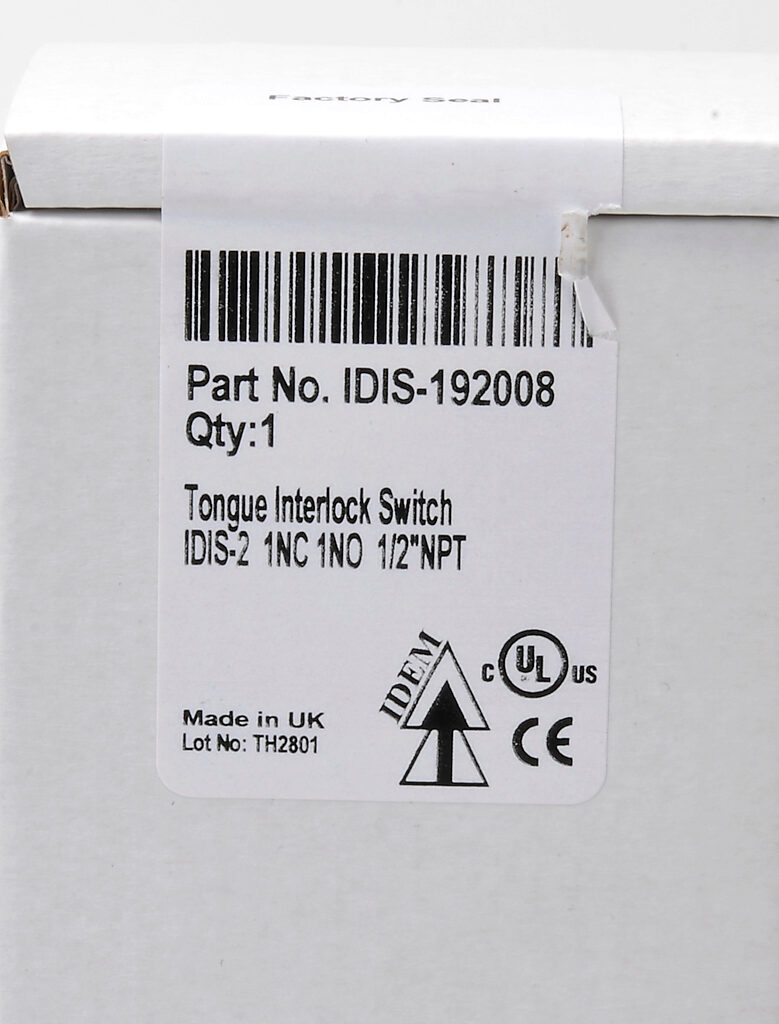 Factory Seal
Part No. IDIS-192008
Qty:1
Tongue Interlock Switch
IDIS-2 1NC 1NO 1/2"NPT
IDEM
C UL US
CE
Made in UK
Lot No: TH2801